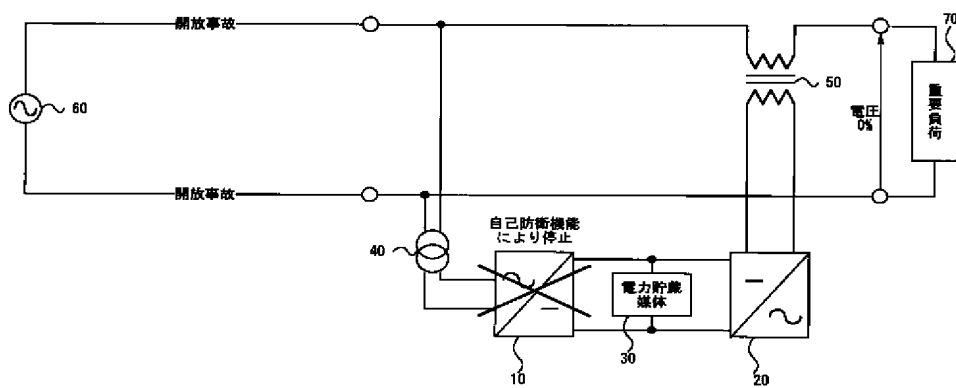 開放事故
70
60
50
電圧
0%
重要負荷
開放事故
自己防衛機能
により停止
40
電力貯蔵
媒体
30
10
20